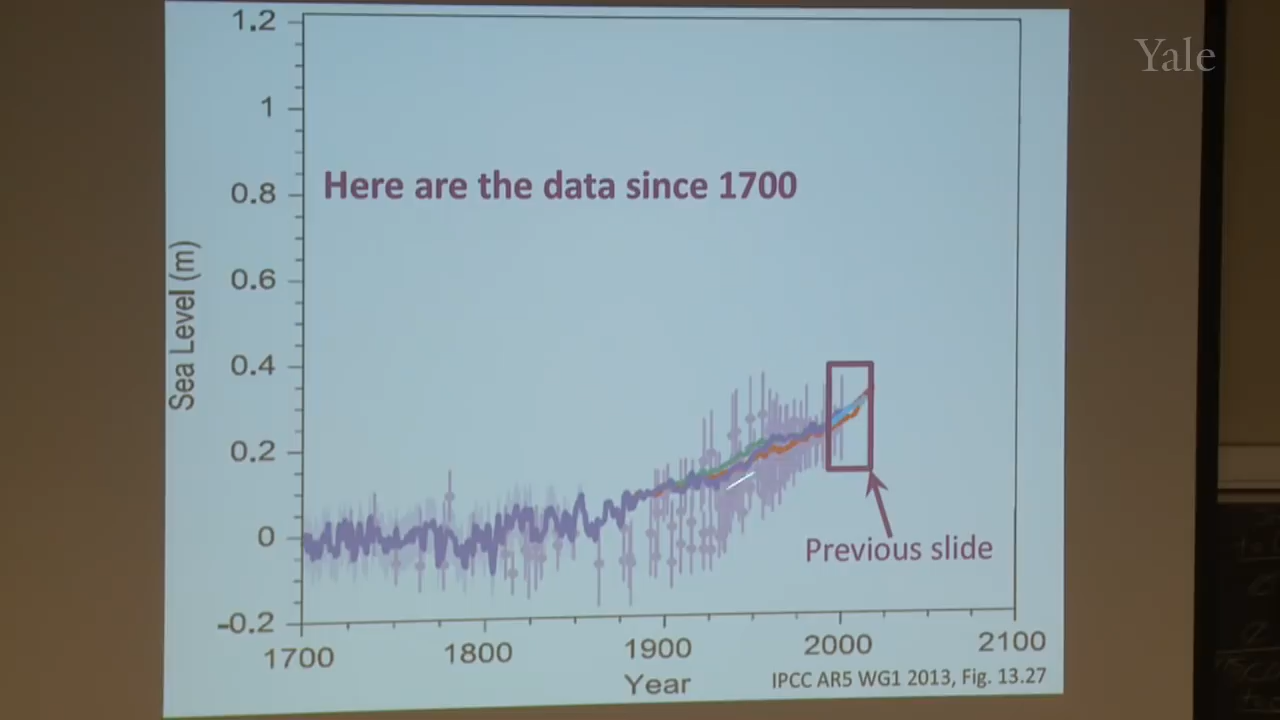 Yale
1.2
1
0.8
0.6
0.4
0.2
0
-0.2
Sea Level (m)
Here are the data since 1700
Previous slide
1700
1800
1900
2000
2100
Year
IPCC AR5 WG1 2013, Fig. 13.27